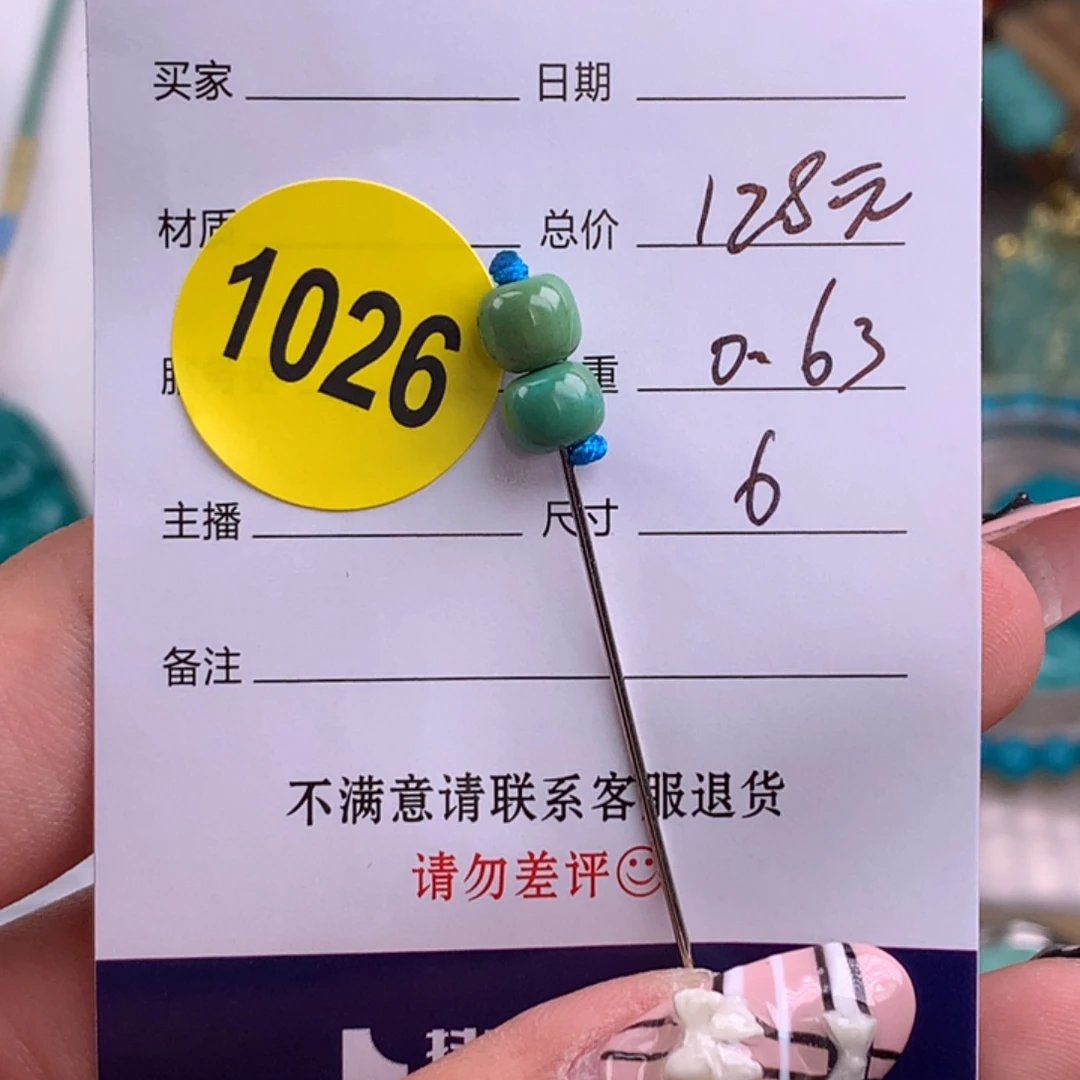 买家 日期
材质 总价 128元
1026
重 0.63
主播 尺寸 6
备注
不满意请联系客服退货
请勿差评